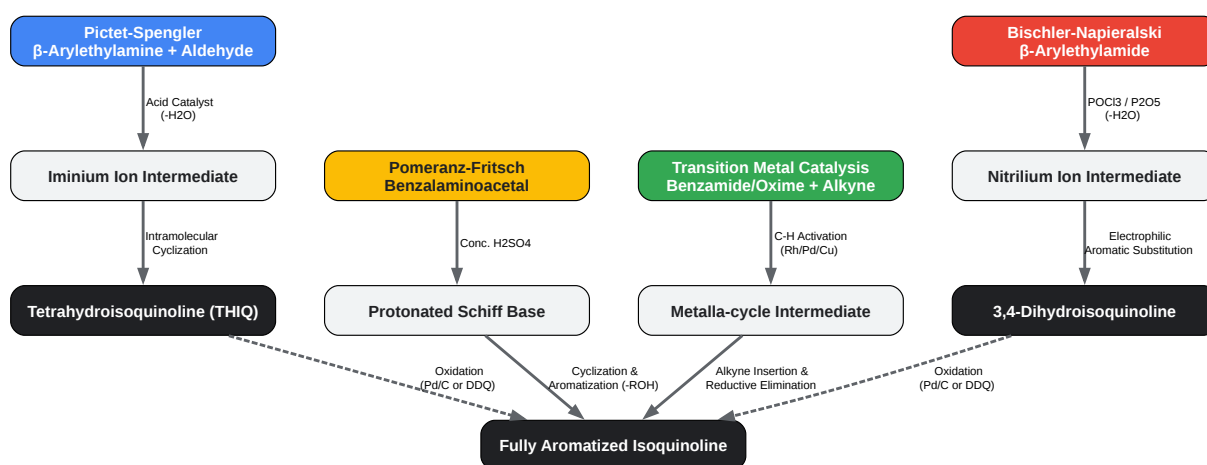 Pictet-Spengler
β-Arylethylamine + Aldehyde
Bischler-Napieralski
β-Arylethylamide
Acid Catalyst
(-H2O)
POCl3 / P2O5
(-H2O)
Iminium Ion Intermediate
Pomeranz-Fritsch
Benzalaminoacetal
Transition Metal Catalysis
Benzamide/Oxime + Alkyne
Nitrilium Ion Intermediate
Intramolecular
Cyclization
Conc. H2SO4
C-H Activation
(Rh/Pd/Cu)
Electrophilic
Aromatic Substitution
Tetrahydroisoquinoline (THIQ)
Protonated Schiff Base
Metalla-cycle Intermediate
3,4-Dihydroisoquinoline
Oxidation
(Pd/C or DDQ)
Cyclization &
Aromatization (-ROH)
Alkyne Insertion &
Reductive Elimination
Oxidation
(Pd/C or DDQ)
Fully Aromatized Isoquinoline